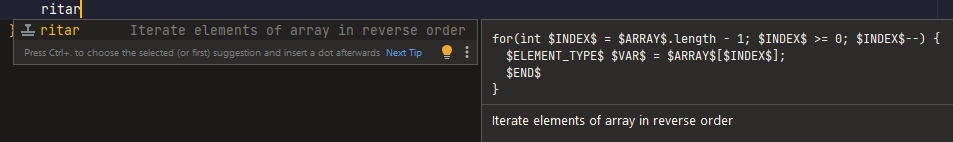 ritar
ritar Iterate elements of array in reverse order
Press Ctrl+. to choose the selected (or first) suggestion and insert a dot afterwards Next Tip
}
for(int $INDEX$ = $ARRAY$.length - 1; $INDEX$ >= 0; $INDEX$--) {
$ELEMENT_TYPE$ $VAR$ = $ARRAY$[$INDEX$];
$END$
}
Iterate elements of array in reverse order